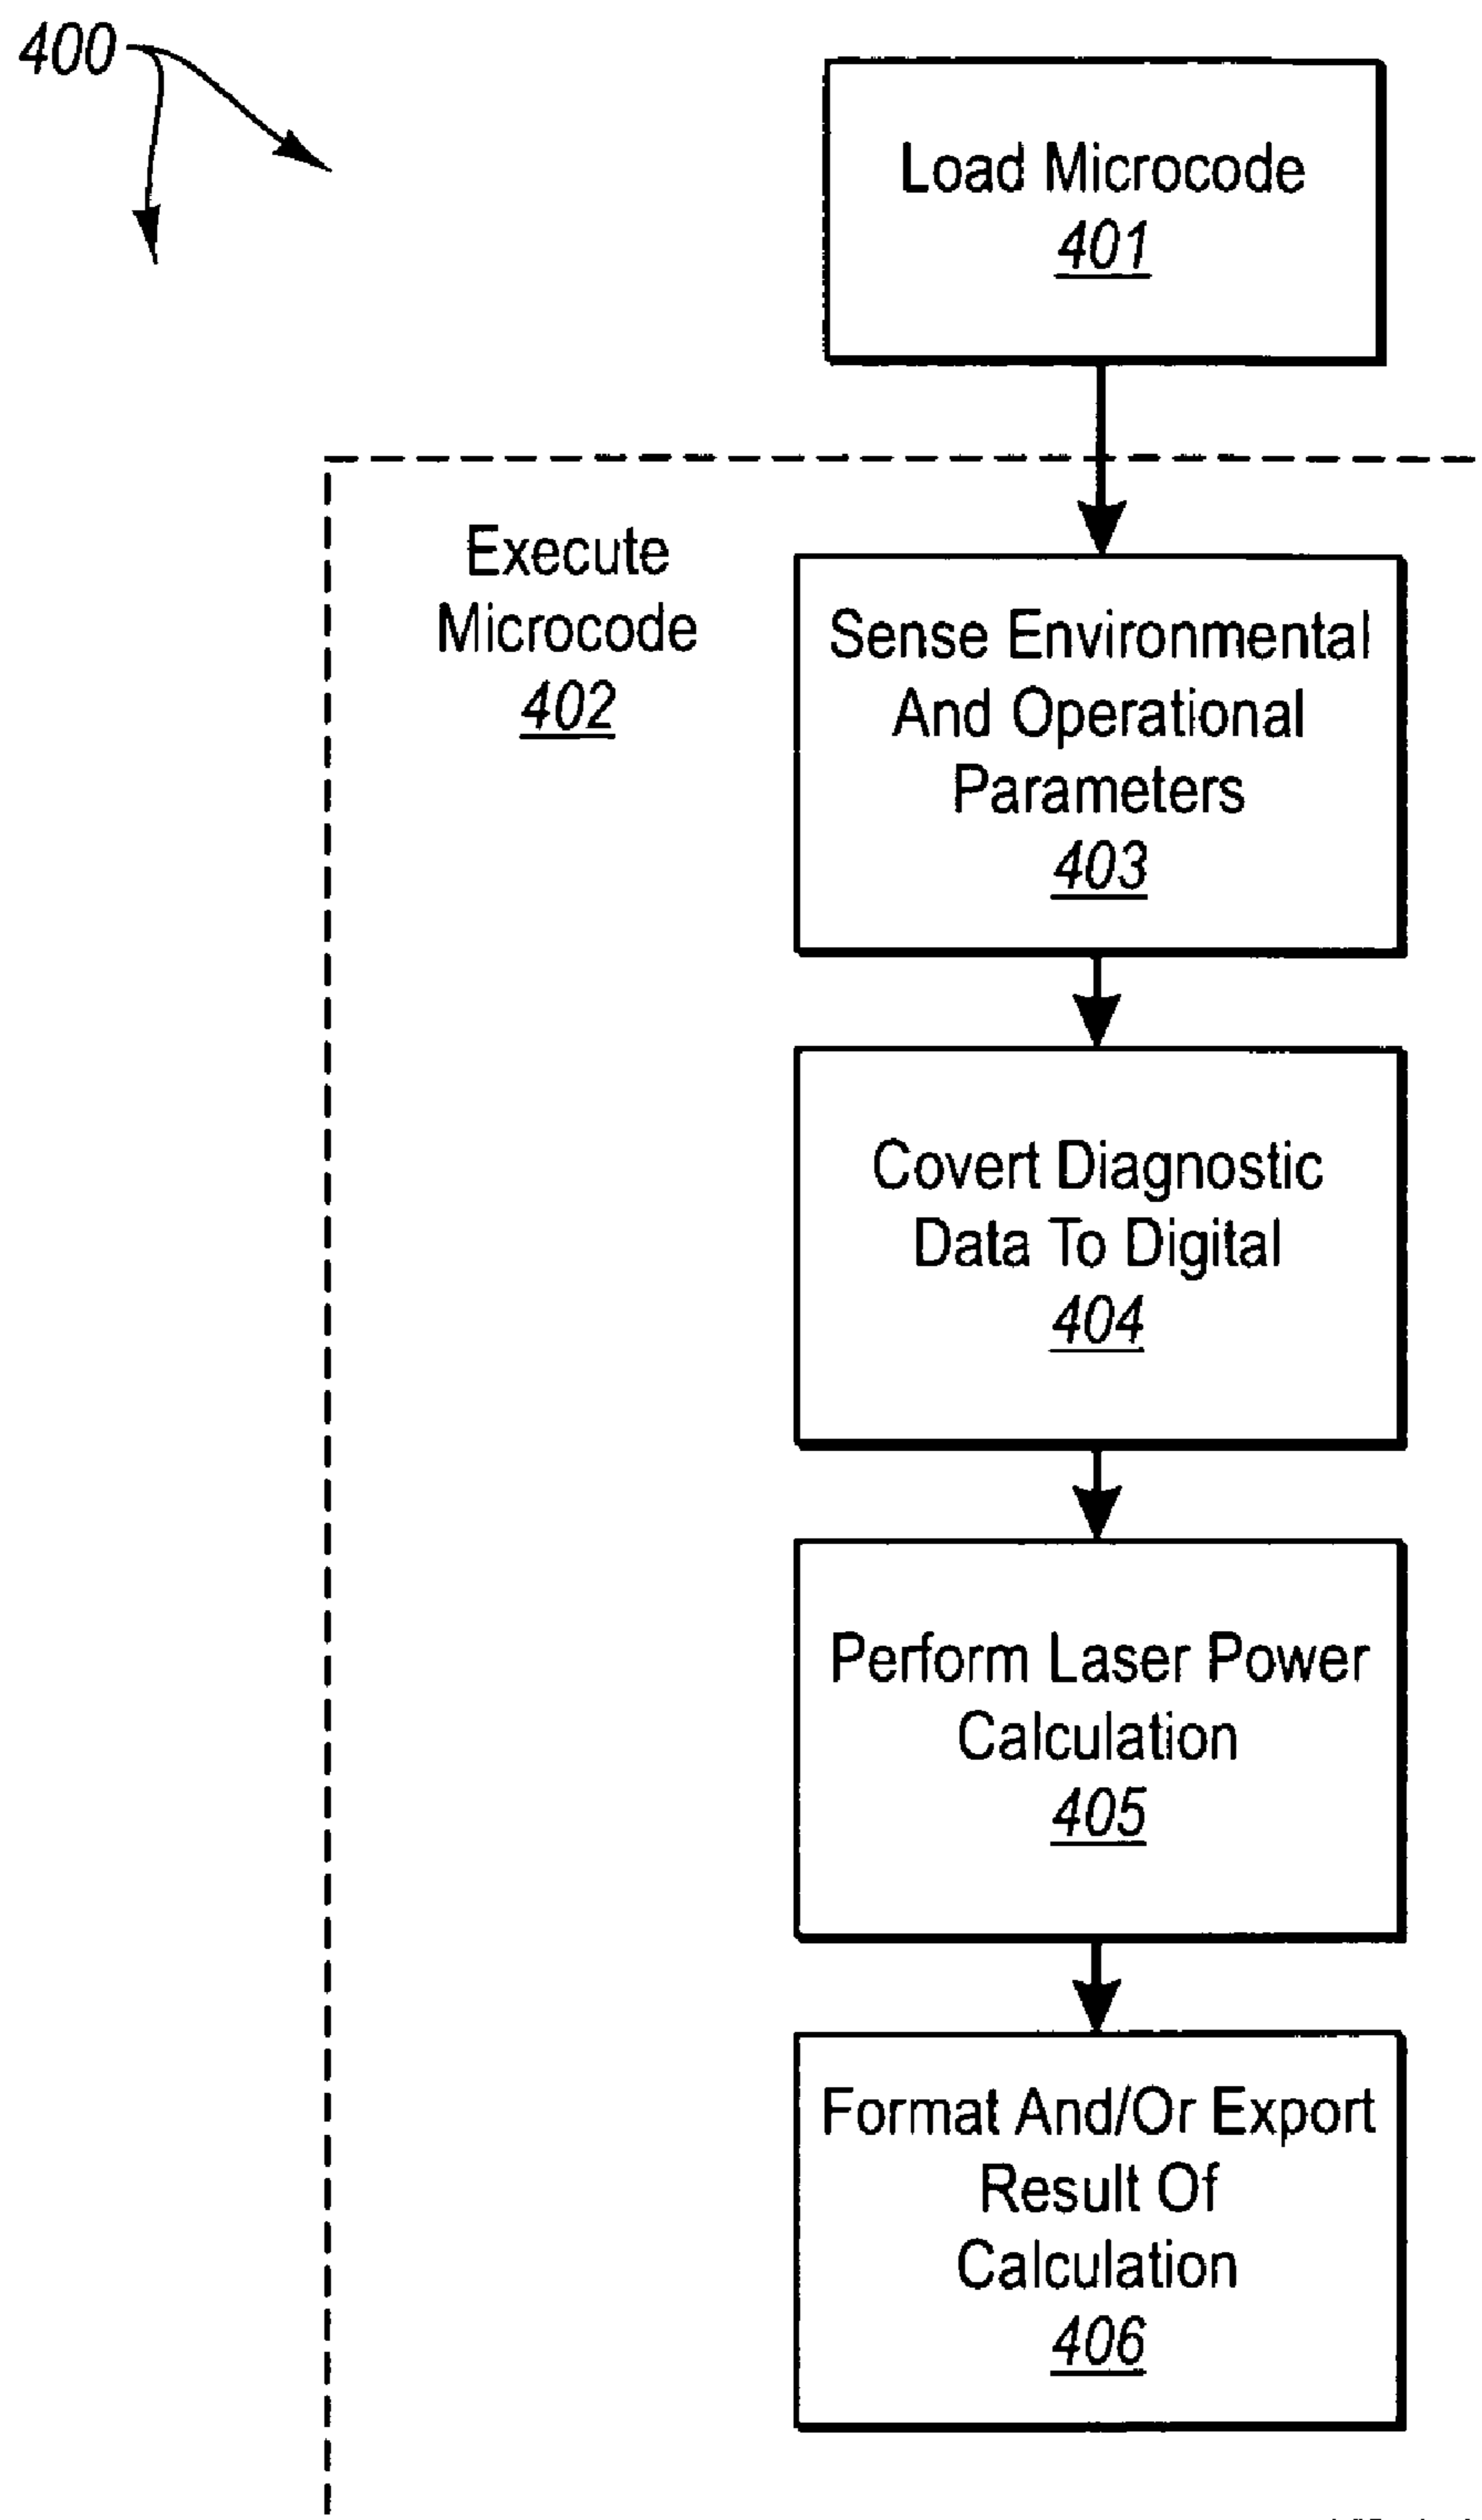 400
Load Microcode
401
Execute
Microcode
402
Sense Environmental
And Operational
Parameters
403
Covert Diagnostic
Data To Digital
404
Perform Laser Power
Calculation
405
Format And/Or Export
Result Of
Calculation
406